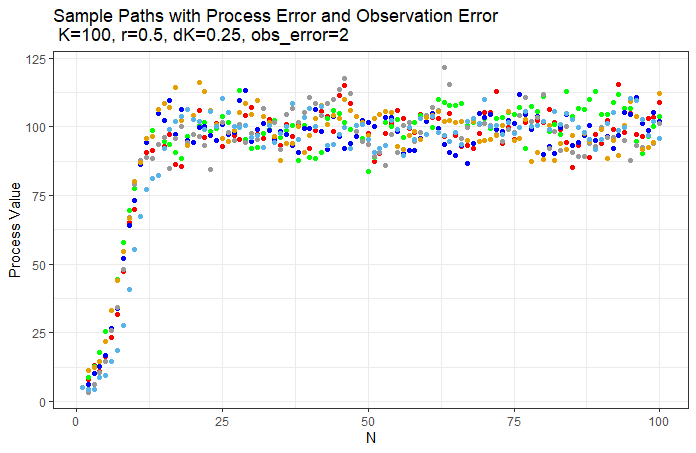 Sample Paths with Process Error and Observation Error
K=100, r=0.5, dK=0.25, obs_error=2
125
100
75
50
25
0
Process Value
0 25 50 75 100
N